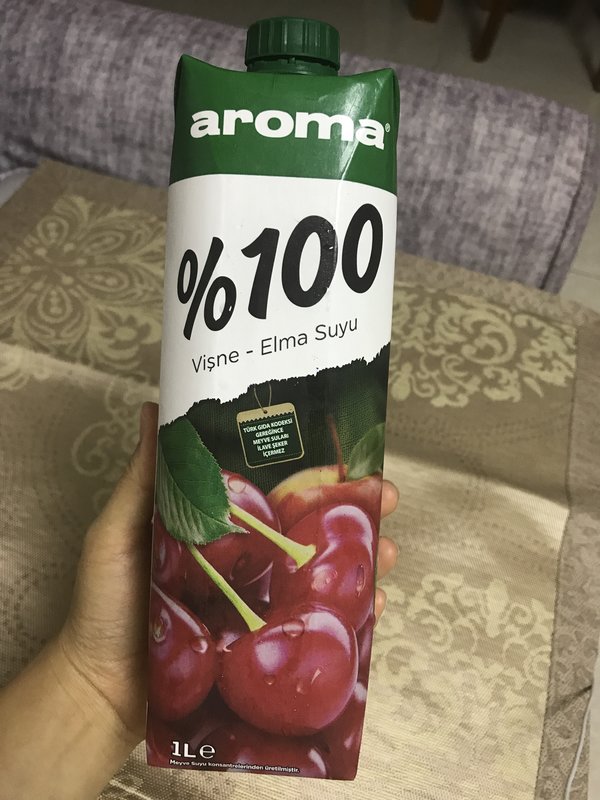 aroma®
%100
Vişne - Elma Suyu
TÜRK GIDA KODEKSİ
GEREĞİNCE
MEYVE SULARI
İLAVE ŞEKER
İÇERMEZ
1L e
Meyve Suyu konsantrelerinden üretilmiştir.